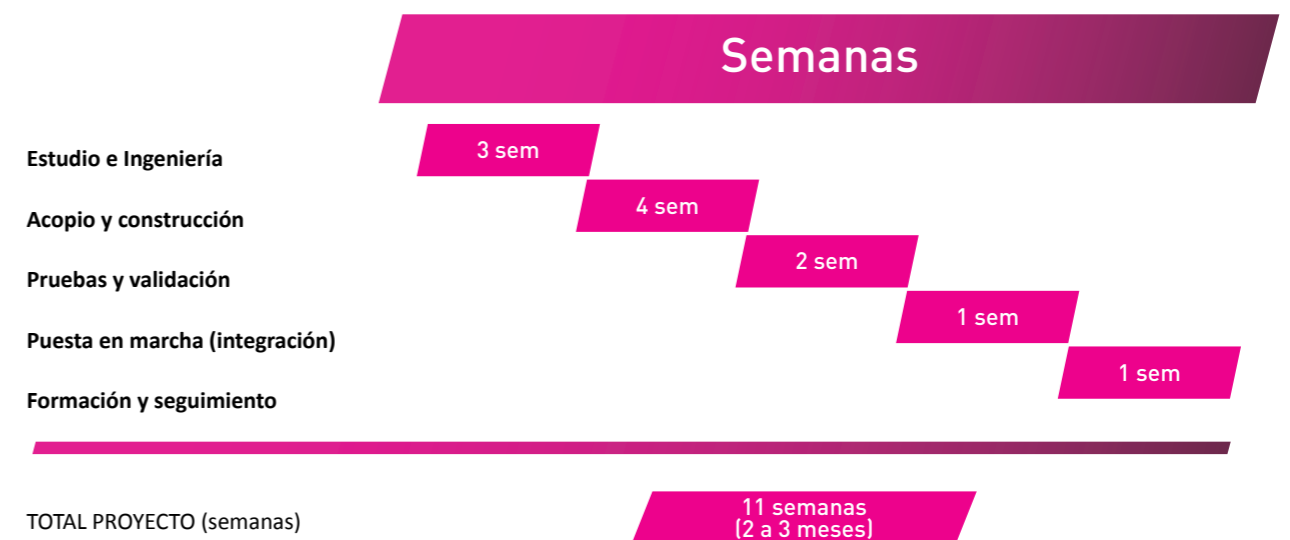 Semanas
Estudio e Ingeniería
3 sem
Acopio y construcción
4 sem
Pruebas y validación
2 sem
Puesta en marcha (integración)
1 sem
Formación y seguimiento
1 sem
TOTAL PROYECTO (semanas)
11 semanas
(2 a 3 meses)